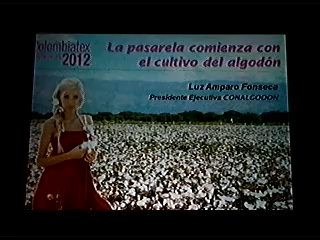 Colombiatex
2012
La pasarela comienza con
el cultivo del algodón
Luz Amparo Fonseca
Presidente Ejecutiva CONALGODON